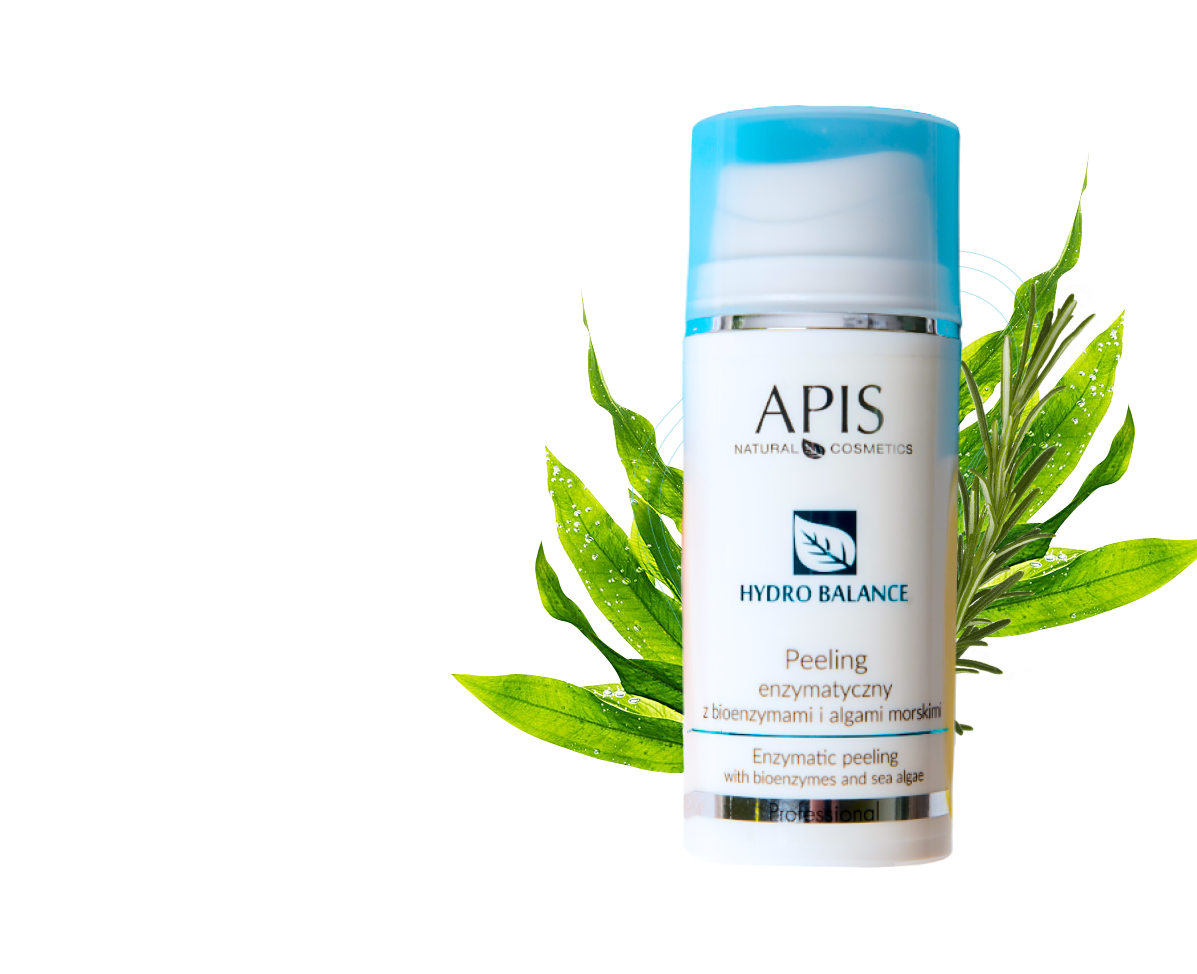 APIS
NATURAL COSMETICS
HYDRO BALANCE
Peeling
enzymatyczny
z bioenzymami i algami morskimi
Enzymatic peeling
with bioenzymes and sea algae
Professional